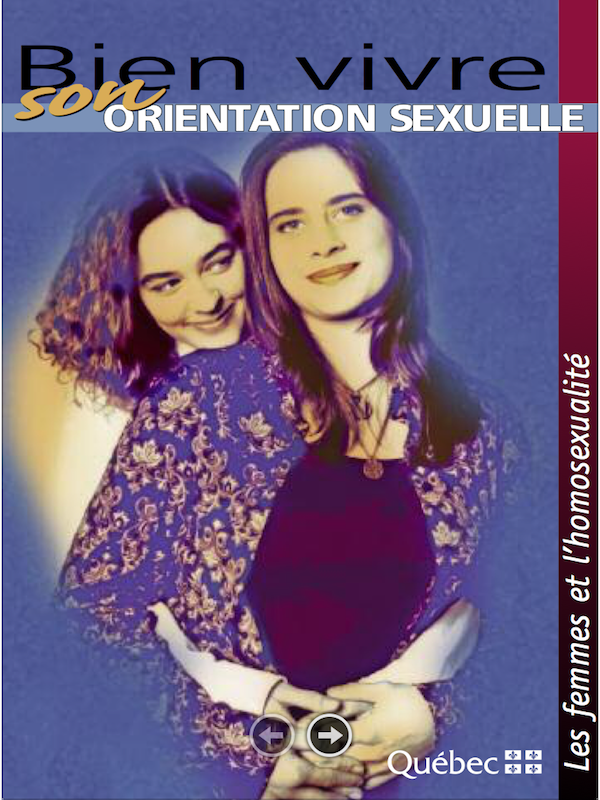 Bien vivre
son
ORIENTATION SEXUELLE
Les femmes et l'homosexualité
Québec